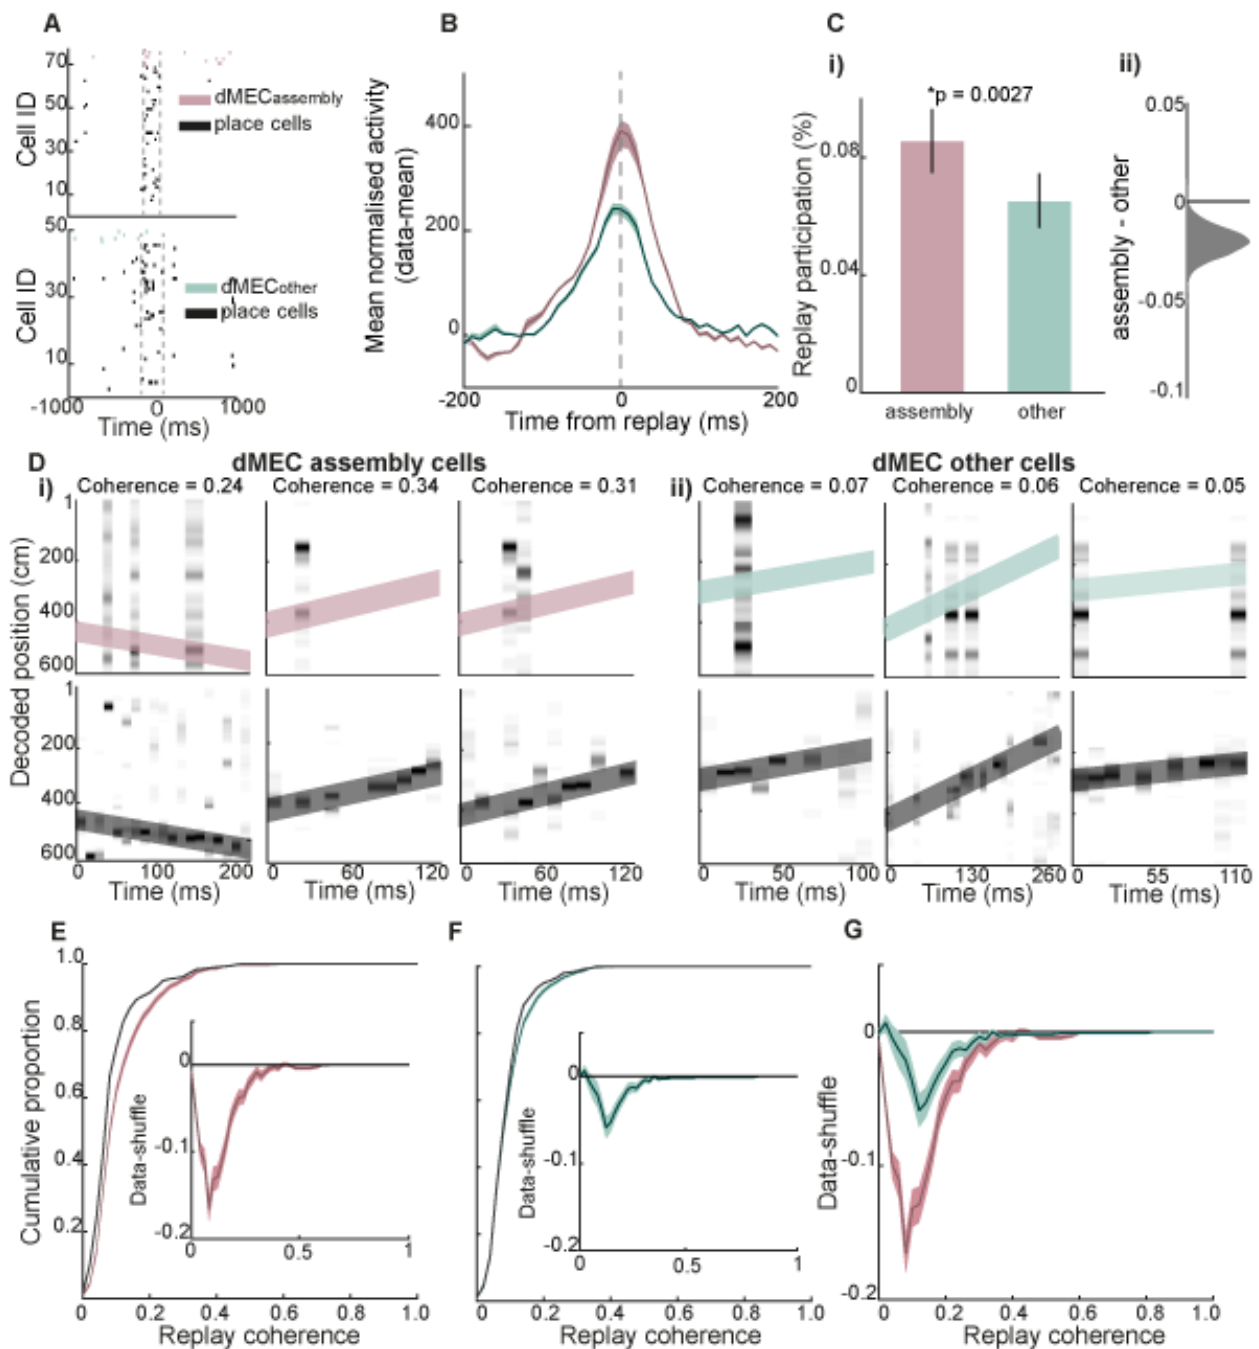 A
70
50
30
10
Cell ID
dMECassembly
place cells
50
30
10
Cell ID
dMECother
place cells
-1000
0
1000
Time (ms)
B
400
200
0
Mean normalised activity
(data-mean)
-200
0
200
Time from replay (ms)
C
i)
*p = 0.0027
0.08
0.04
0
Replay participation (%)
assembly
other
ii)
0.05
0
-0.05
-0.1
assembly - other
D
dMEC assembly cells
i)
Coherence = 0.24
Coherence = 0.34
Coherence = 0.31
dMEC other cells
ii)
Coherence = 0.07
Coherence = 0.06
Coherence = 0.05
1
200
400
600
1
200
400
600
Decoded position (cm)
0
100
200
Time (ms)
0
60
120
Time (ms)
0
60
120
Time (ms)
0
50
100
Time (ms)
0
130
260
Time (ms)
0
55
110
Time (ms)
E
1.0
0.8
0.6
0.4
0.2
Cumulative proportion
0
-0.1
-0.2
Data-shuffle
0
0.5
1
0
0.2
0.4
0.6
0.8
1.0
Replay coherence
F
0
-0.1
-0.2
Data-shuffle
0
0.5
1
0
0.2
0.4
0.6
0.8
1.0
Replay coherence
G
0
-0.1
-0.2
Data-shuffle
0
0.2
0.4
0.6
0.8
1.0
Replay coherence